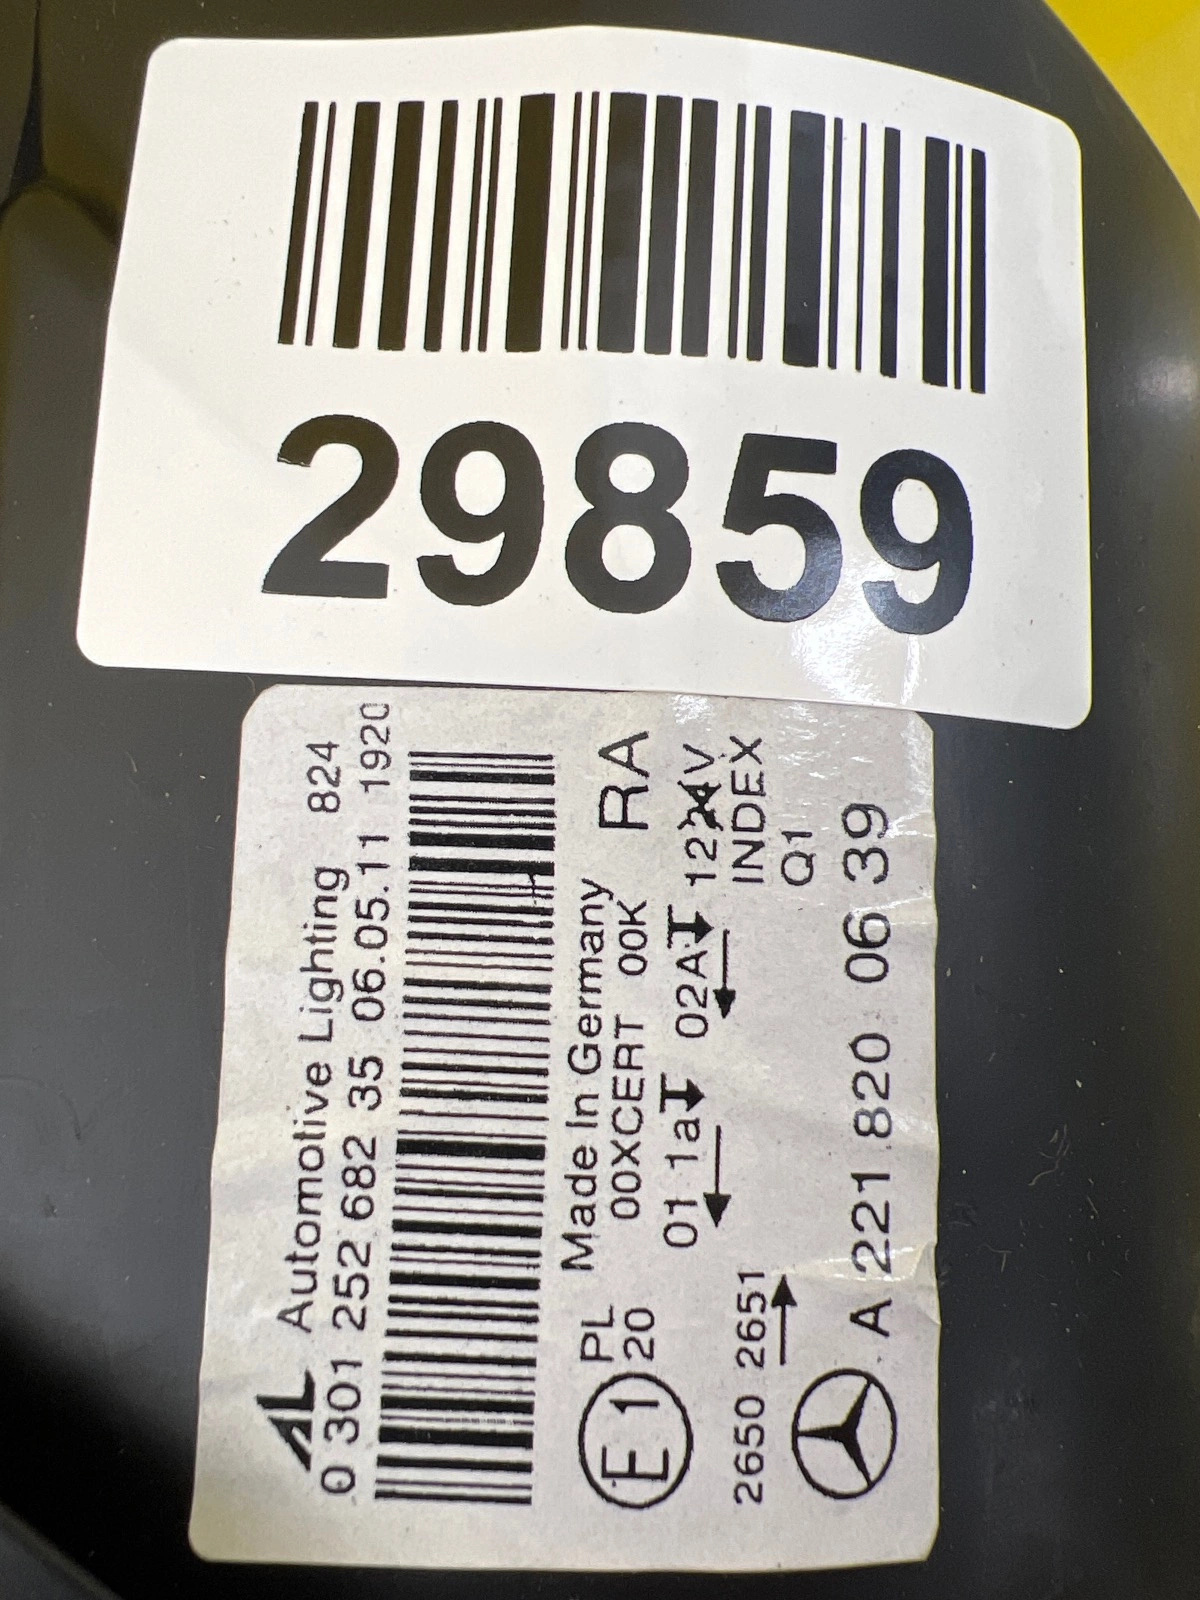 29859
AL Automotive Lighting 824
0 301 252 682 35 06.05.11 1920
Made In Germany
E1 PL 00XCERT 00K RA
20 01 1a 02A 1224V
INDEX
2650 2651 Q1
A 221 820 06 39